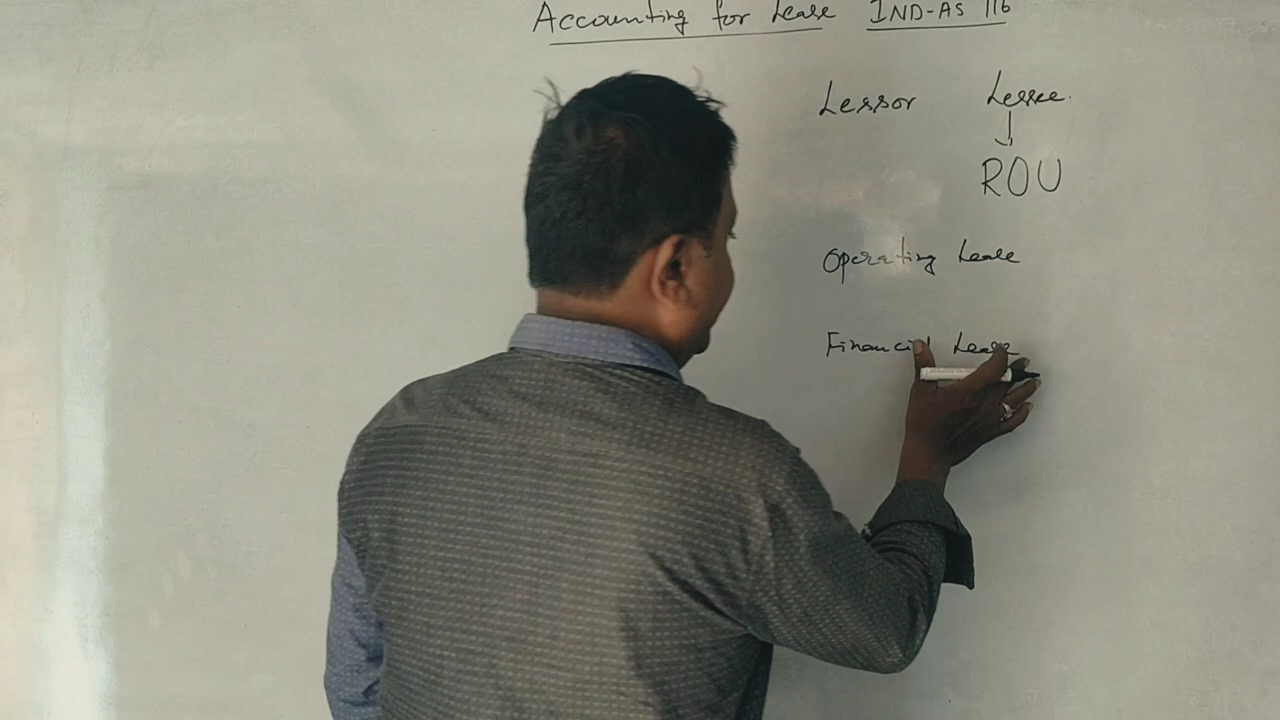 Accounting for Lease IND-AS 116
Lessor Lessee.
ROU
Operating Lease
Financial Lease